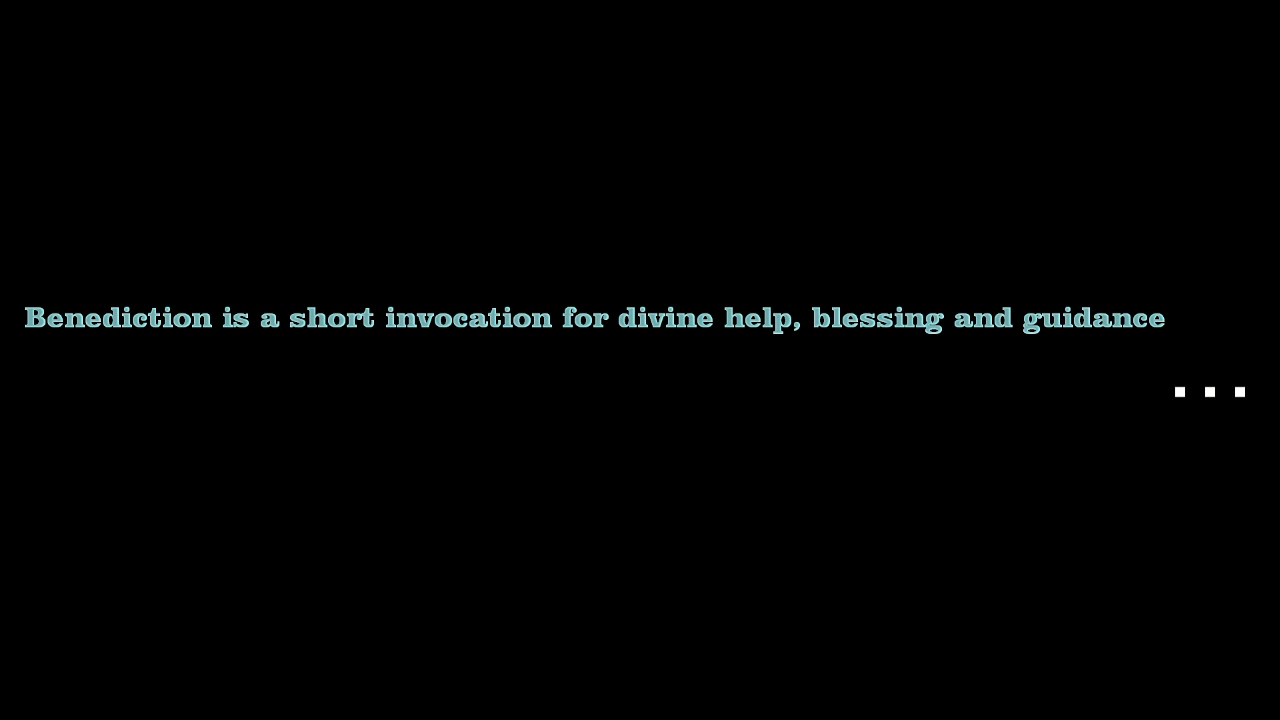 Benediction is a short invocation for divine help, blessing and guidance
...